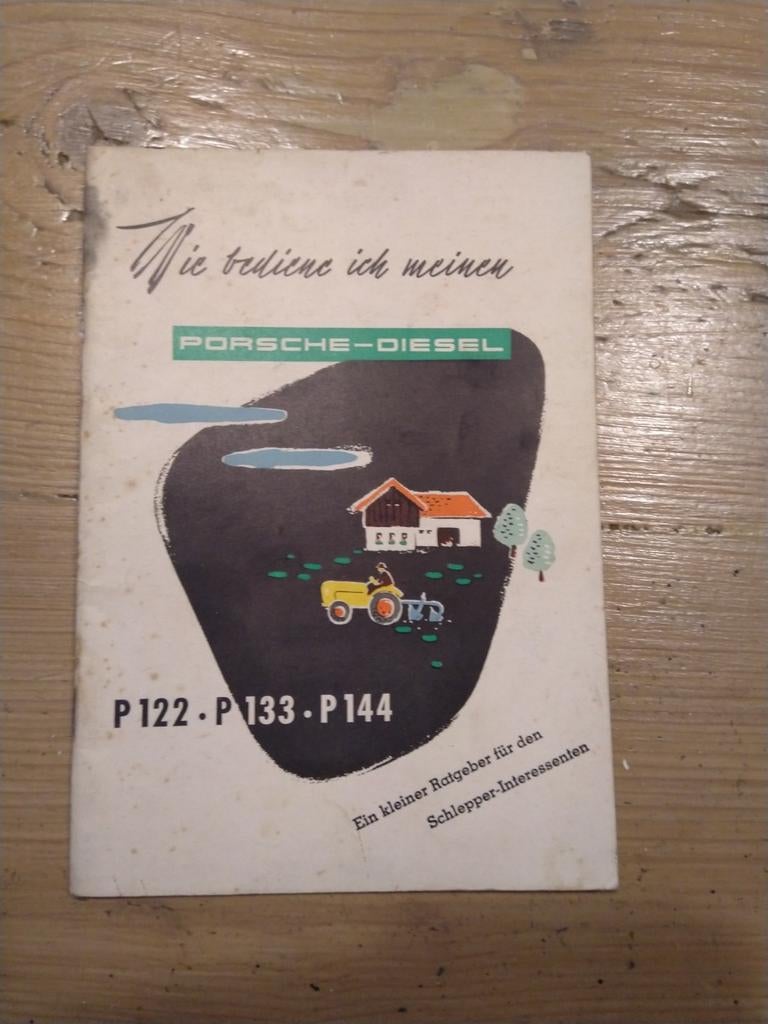 Wie bediene ich meinen
PORSCHE-DIESEL
P 122 • P 133 • P 144
Ein kleiner Ratgeber für den
Schlepper-Interessenten